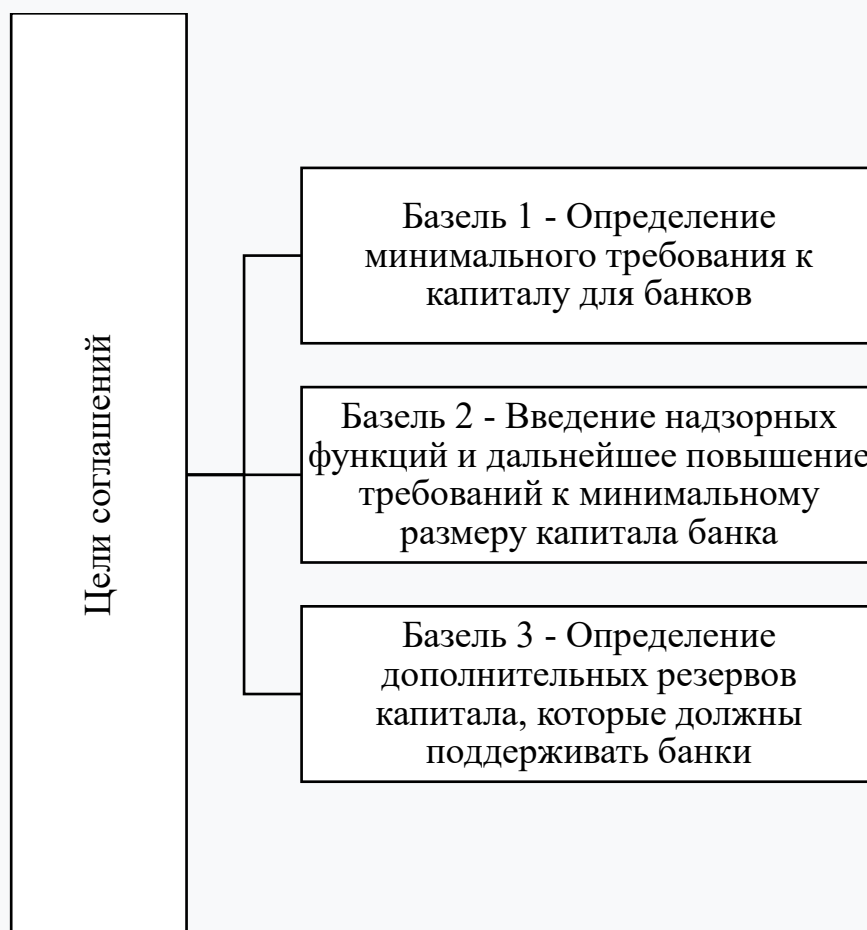 Цели соглашений
Базель 1 - Определение
минимального требования к
капиталу для банков
Базель 2 - Введение надзорных
функций и дальнейшее повышение
требований к минимальному
размеру капитала банка
Базель 3 - Определение
дополнительных резервов
капитала, которые должны
поддерживать банки